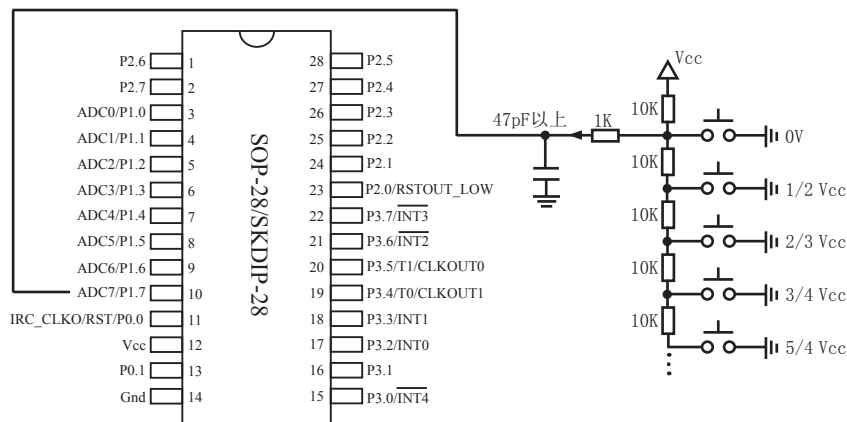 P2.6 1 28 P2.5
P2.7 2 27 P2.4
ADC0/P1.0 3 26 P2.3
ADC1/P1.1 4 25 P2.2
ADC2/P1.2 5 24 P2.1
ADC3/P1.3 6 23 P2.0/RSTOUT_LOW
ADC4/P1.4 7 22 P3.7/INT3
ADC5/P1.5 8 21 P3.6/INT2
ADC6/P1.6 9 20 P3.5/T1/CLKOUT0
ADC7/P1.7 10 19 P3.4/T0/CLKOUT1
IRC_CLKO/RST/P0.0 11 18 P3.3/INT1
Vcc 12 17 P3.2/INT0
P0.1 13 16 P3.1
Gnd 14 15 P3.0/INT4
SOP-28/SKDIP-28
47pF以上
1K
Vcc
10K
0V
10K
1/2 Vcc
10K
2/3 Vcc
10K
3/4 Vcc
10K
5/4 Vcc